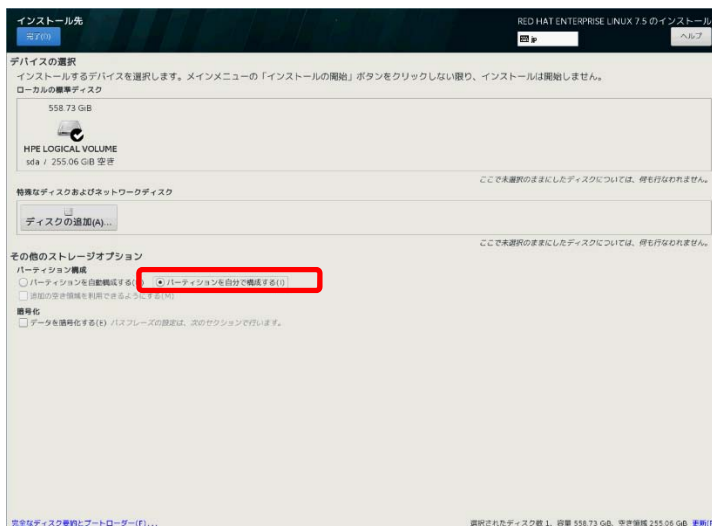 インストール先
RED HAT ENTERPRISE LINUX 7.5 のインストール
完了(D)
jp
ヘルプ
デバイスの選択
インストールするデバイスを選択します。メインメニューの「インストールの開始」ボタンをクリックしない限り、インストールは開始しません。
ローカルの標準ディスク
558.73 GiB
HPE LOGICAL VOLUME
sda / 255.06 GiB 空き
ここで未選択のままにしたディスクについては、何も行なわれません。
特殊なディスクおよびネットワークディスク
ディスクの追加(A)...
ここで未選択のままにしたディスクについては、何も行なわれません。
その他のストレージオプション
パーティション構成
パーティションを自動構成する( パーティションを自分で構成する(I)
追加の空き領域を利用できるようにする(M)
暗号化
データを暗号化する(E) パスフレーズの設定は、次のセクションで行います。
完全なディスク要約とブートローダー(F)...
選択されたディスク数 1、容量 558.73 GiB、空き領域 255.06 GiB 更新(F